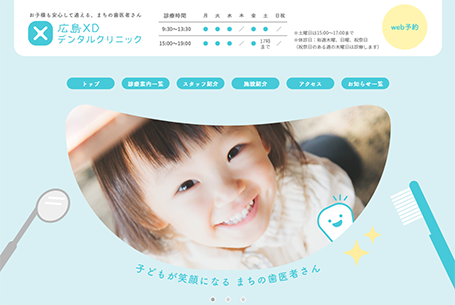 お子様も安心して通える、まちの歯医者さん
広島XD
デンタルクリニック
診療時間 月 火 水 木 金 土 日祝
9:30〜13:30 ● ● ● ／ ● ● ／
15:00〜19:00 ● ● ● ／ ● 17時まで ／
※土曜日は15:00〜17:00まで
※休診日：毎週木曜、日曜、祝祭日
（祝祭日のある週の木曜日は診療します）
web予約
トップ
診療案内一覧
スタッフ紹介
施設紹介
アクセス
お知らせ一覧
子どもが笑顔になる まちの歯医者さん